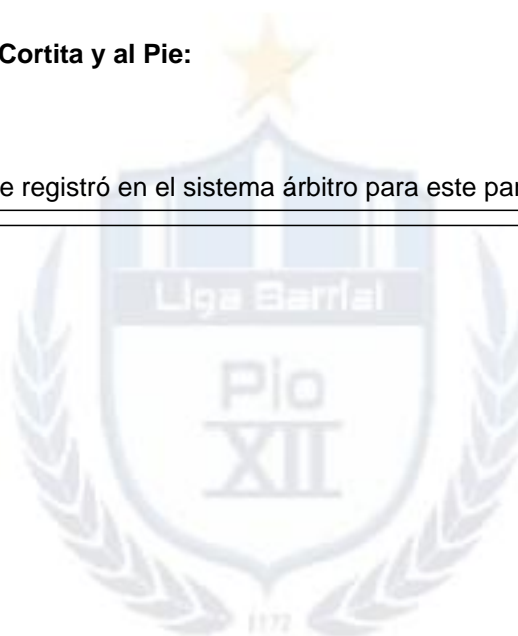 Cortita y al Pie:
e registró en el sistema árbitro para este par
Liga Barrial
Pio
XII